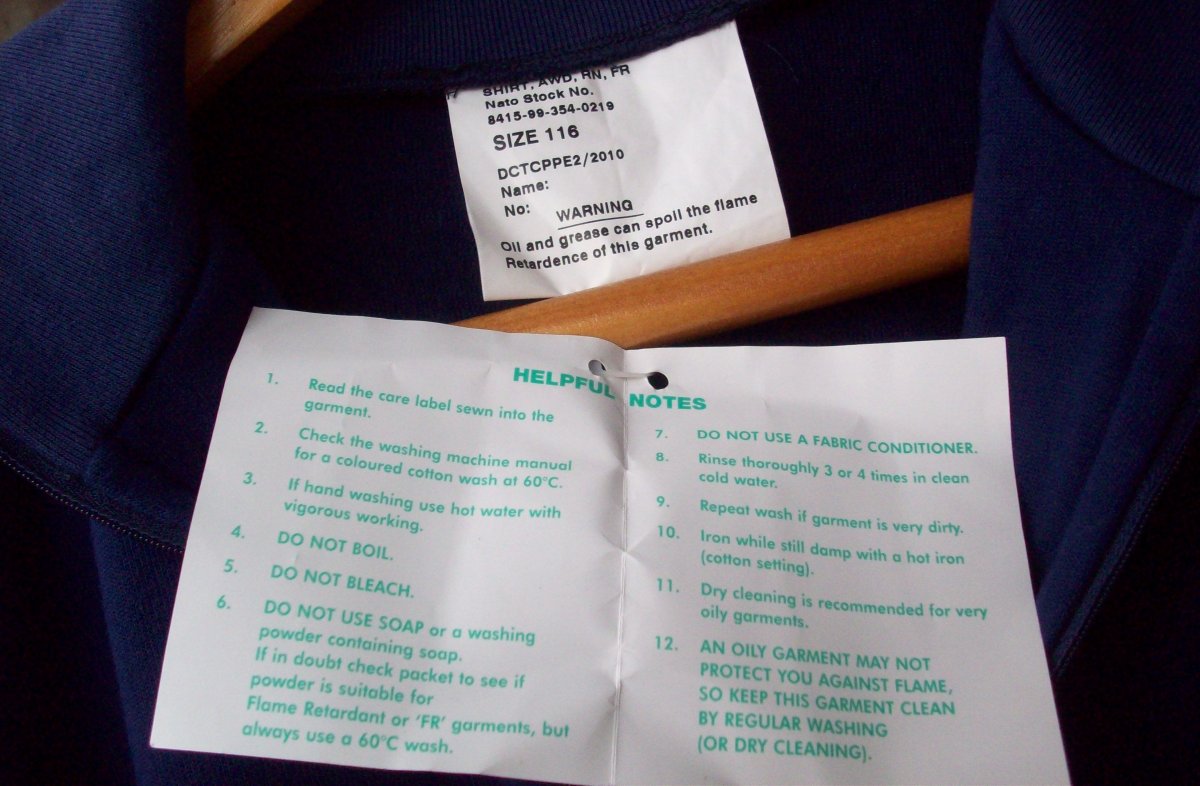 SHIRT, AWD, RN, FR
Nato Stock No.
8415-99-354-0219
SIZE 116
DCTCPPE2/2010
Name:
No:
WARNING
Oil and grease can spoil the flame
Retardence of this garment.
HELPFUL NOTES
1. Read the care label sewn into the
garment.
2. Check the washing machine manual
for a coloured cotton wash at 60°C.
3. If hand washing use hot water with
vigorous working.
4. DO NOT BOIL.
5. DO NOT BLEACH.
6. DO NOT USE SOAP or a washing
powder containing soap.
If in doubt check packet to see if
powder is suitable for
Flame Retardant or ‘FR’ garments, but
always use a 60°C wash.
7. DO NOT USE A FABRIC CONDITIONER.
8. Rinse thoroughly 3 or 4 times in clean
cold water.
9. Repeat wash if garment is very dirty.
10. Iron while still damp with a hot iron
(cotton setting).
11. Dry cleaning is recommended for very
oily garments.
12. AN OILY GARMENT MAY NOT
PROTECT YOU AGAINST FLAME,
SO KEEP THIS GARMENT CLEAN
BY REGULAR WASHING
(OR DRY CLEANING).